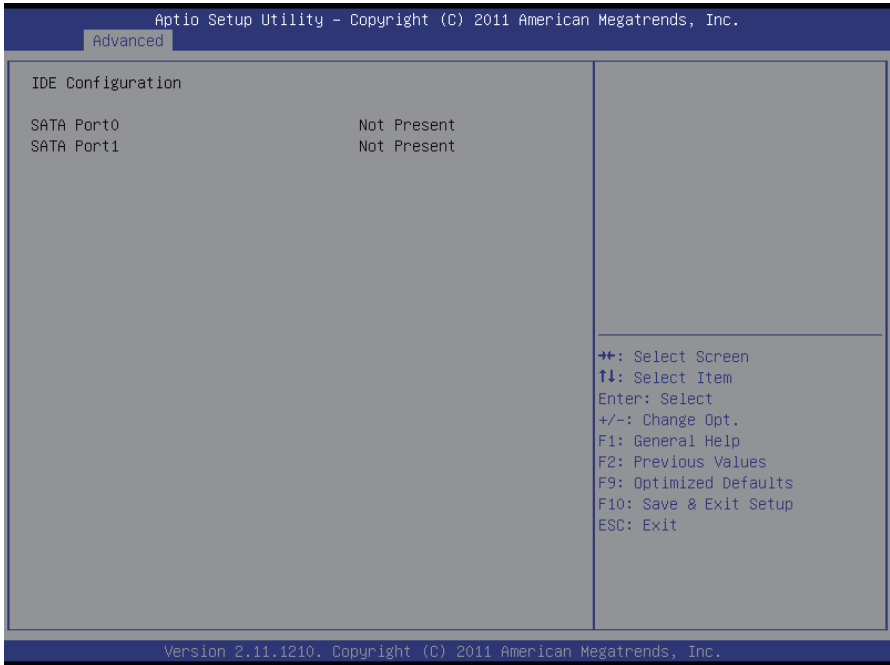 Aptio Setup Utility – Copyright (C) 2011 American Megatrends, Inc.
Advanced
IDE Configuration
SATA Port0 Not Present
SATA Port1 Not Present
→←: Select Screen
↑↓: Select Item
Enter: Select
+/-: Change Opt.
F1: General Help
F2: Previous Values
F9: Optimized Defaults
F10: Save & Exit Setup
ESC: Exit
Version 2.11.1210. Copyright (C) 2011 American Megatrends, Inc.